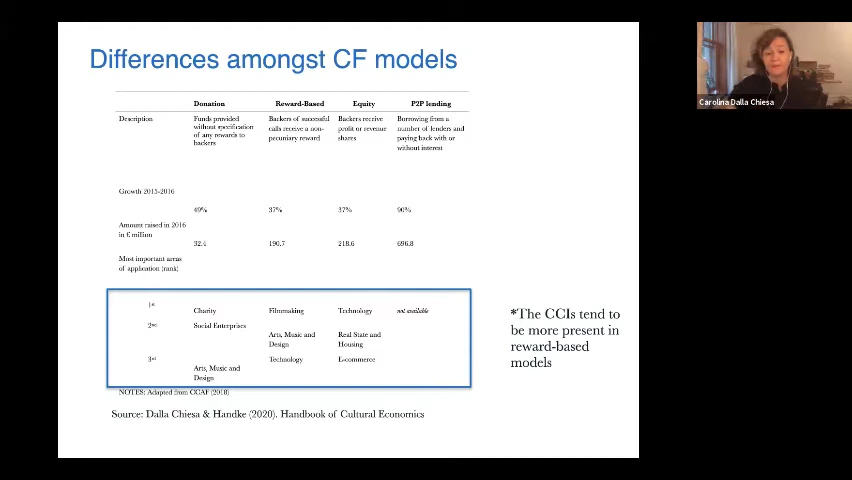 Differences amongst CF models
Donation Reward-Based Equity P2P lending
Description Funds provided without specification of any rewards to backers Backers of successful calls receive a non-pecuniary reward Backers receive profit or revenue shares Borrowing from a number of lenders and paying back with or without interest
Growth 2015-2016
49% 37% 37% 90%
Amount raised in 2016 in £ million
32.4 190.7 218.6 696.8
Most important areas of application (rank)
1st Charity Filmmaking Technology not available
2nd Social Enterprises Arts, Music and Design Real State and Housing
3rd Arts, Music and Design Technology E-commerce
NOTES: Adapted from CCAF (2018)
Source: Dalla Chiesa & Handke (2020). Handbook of Cultural Economics
*The CCIs tend to
be more present in
reward-based
models
Carolina Dalla Chiesa